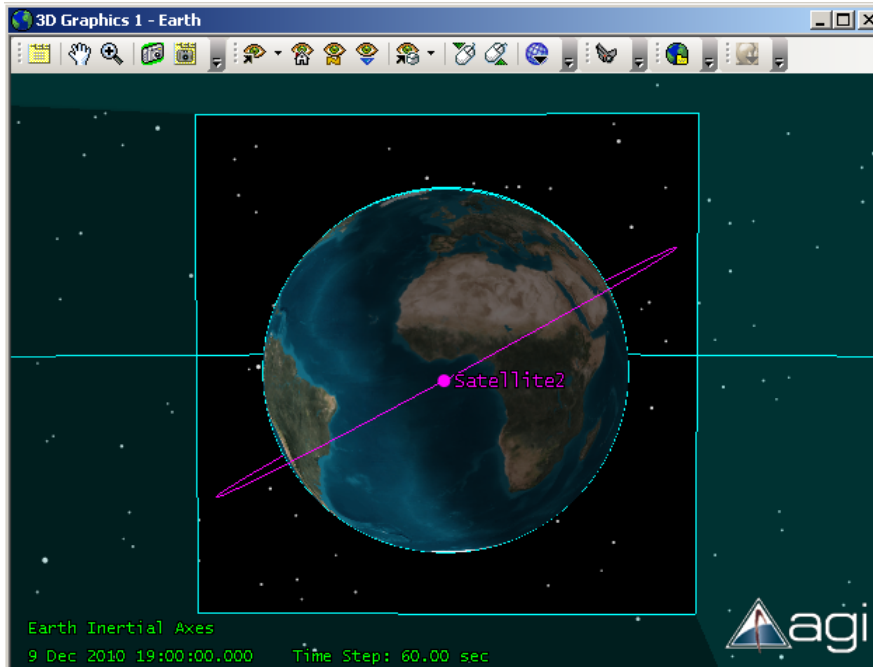 3D Graphics 1 - Earth
Satellite2
Earth Inertial Axes
9 Dec 2010 19:00:00.000 Time Step: 60.00 sec
agi